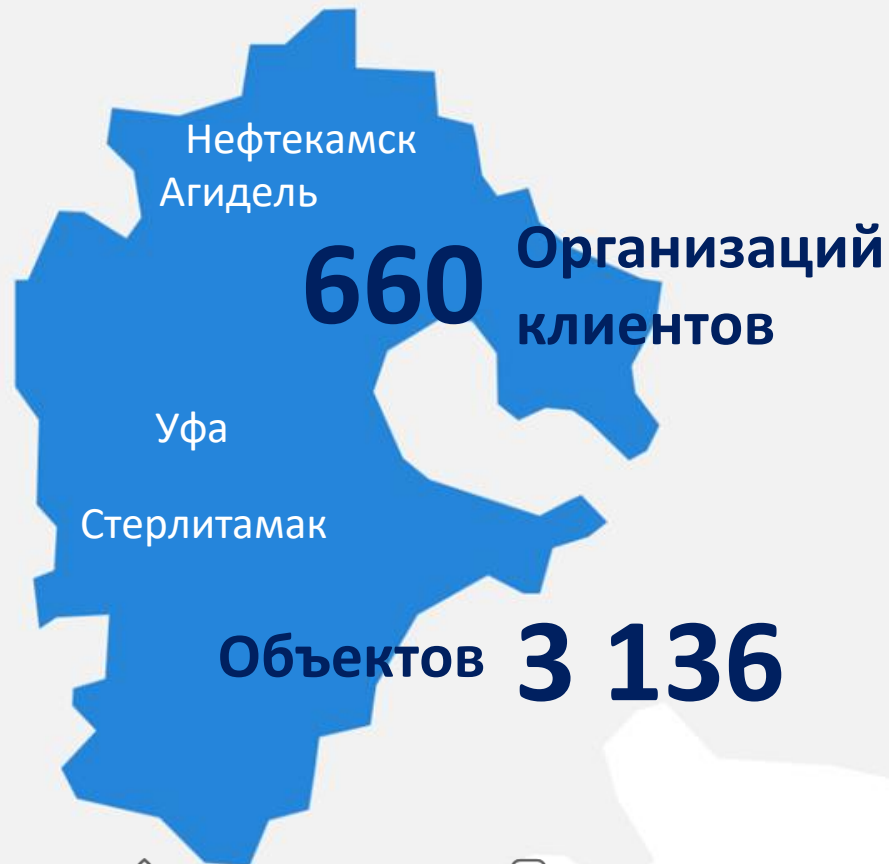 Нефтекамск
Агидель
660 Организаций
клиентов
Уфа
Стерлитамак
Объектов 3 136